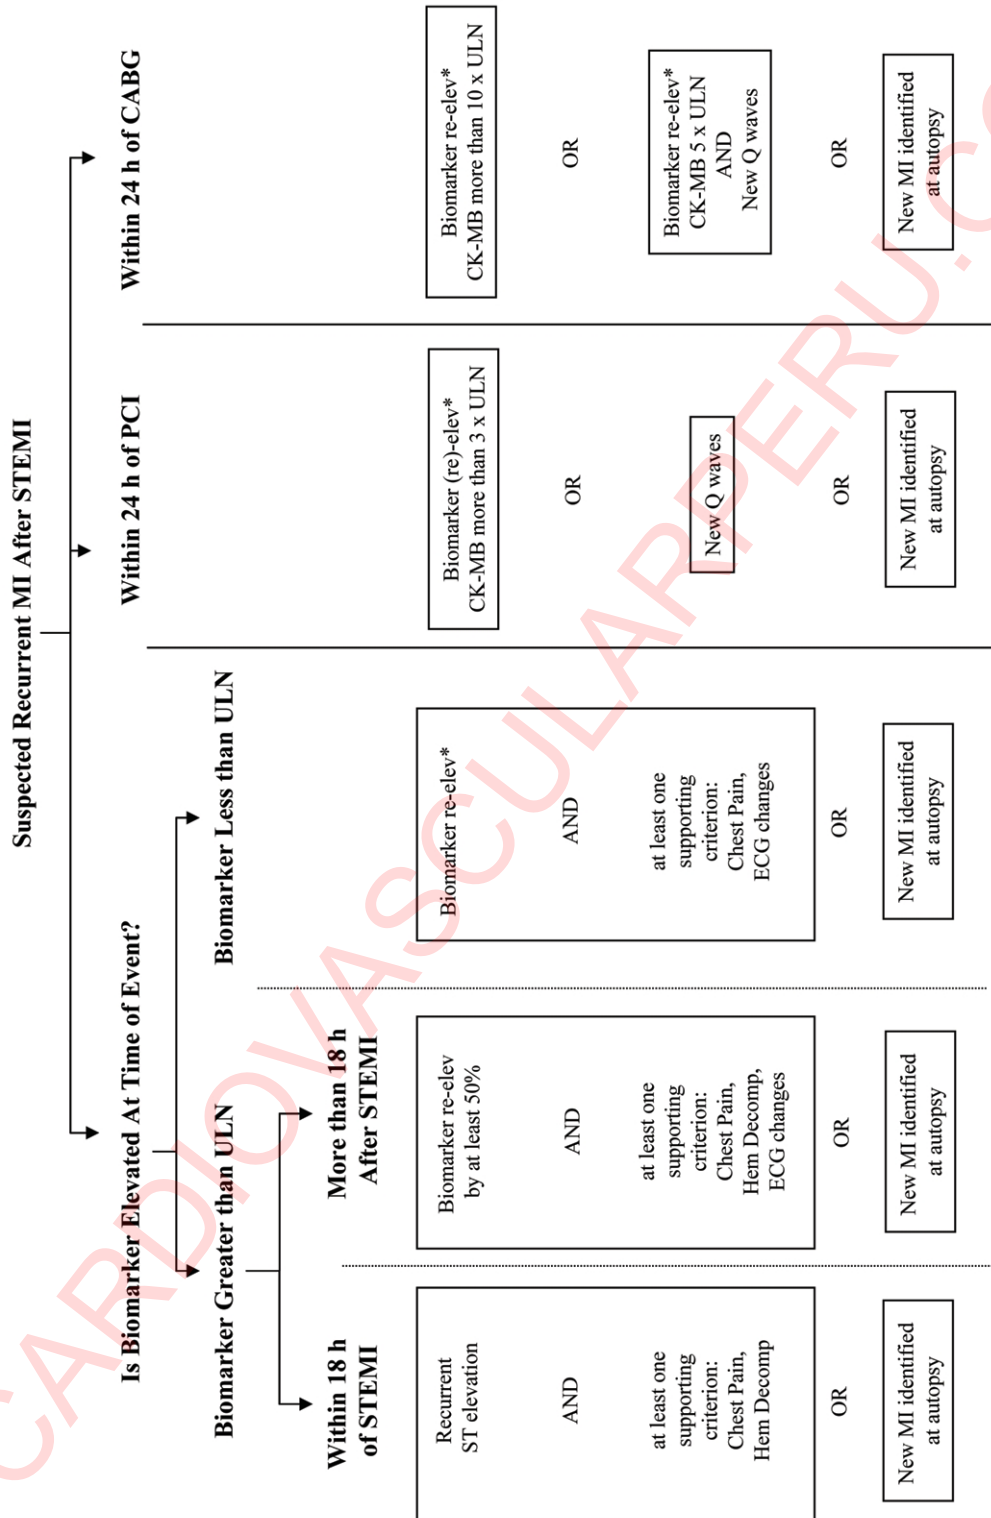 Suspected Recurrent MI After STEMI
Is Biomarker Elevated At Time of Event?
Within 24 h of PCI
Within 24 h of CABG
Biomarker Greater than ULN
Biomarker Less than ULN
Within 18 h
of STEMI
More than 18 h
After STEMI
Recurrent
ST elevation
AND
at least one
supporting
criterion:
Chest Pain,
Hem Decomp
OR
New MI identified
at autopsy
Biomarker re-elev
by at least 50%
AND
at least one
supporting
criterion:
Chest Pain,
Hem Decomp,
ECG changes
OR
New MI identified
at autopsy
Biomarker re-elev*
AND
at least one
supporting
criterion:
Chest Pain,
ECG changes
OR
New MI identified
at autopsy
Biomarker (re)-elev*
CK-MB more than 3 x ULN
OR
New Q waves
OR
New MI identified
at autopsy
Biomarker re-elev*
CK-MB more than 10 x ULN
OR
Biomarker re-elev*
CK-MB 5 x ULN
AND
New Q waves
OR
New MI identified
at autopsy
CARDIOVASCULARPERU.CO